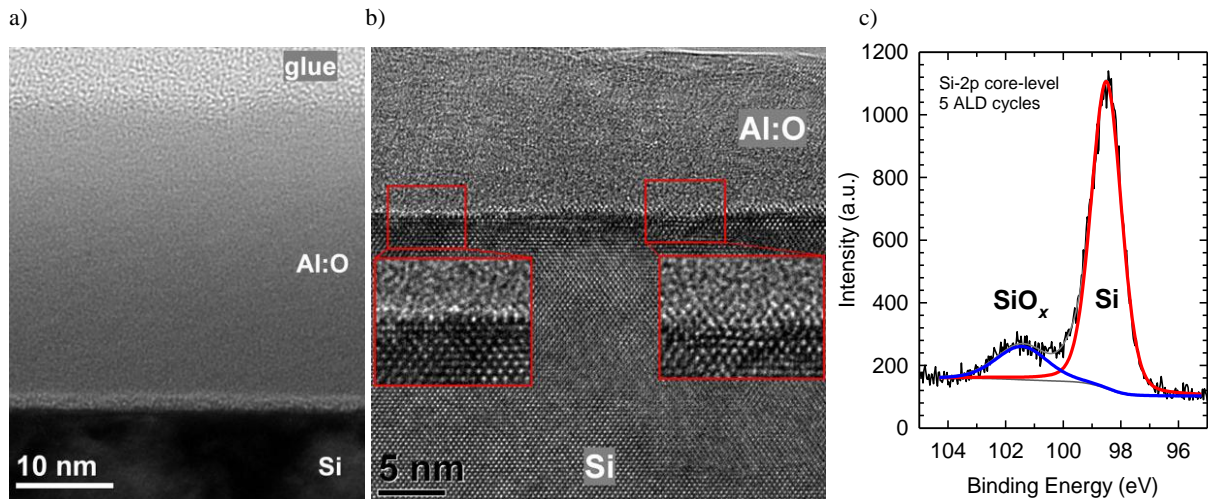 a)
b)
c)
glue
Al:O
10 nm
Si
Al:O
5 nm
Si
1200
1000
800
600
400
200
0
Intensity (a.u.)
Si-2p core-level
5 ALD cycles
SiOx
Si
104
102
100
98
96
Binding Energy (eV)